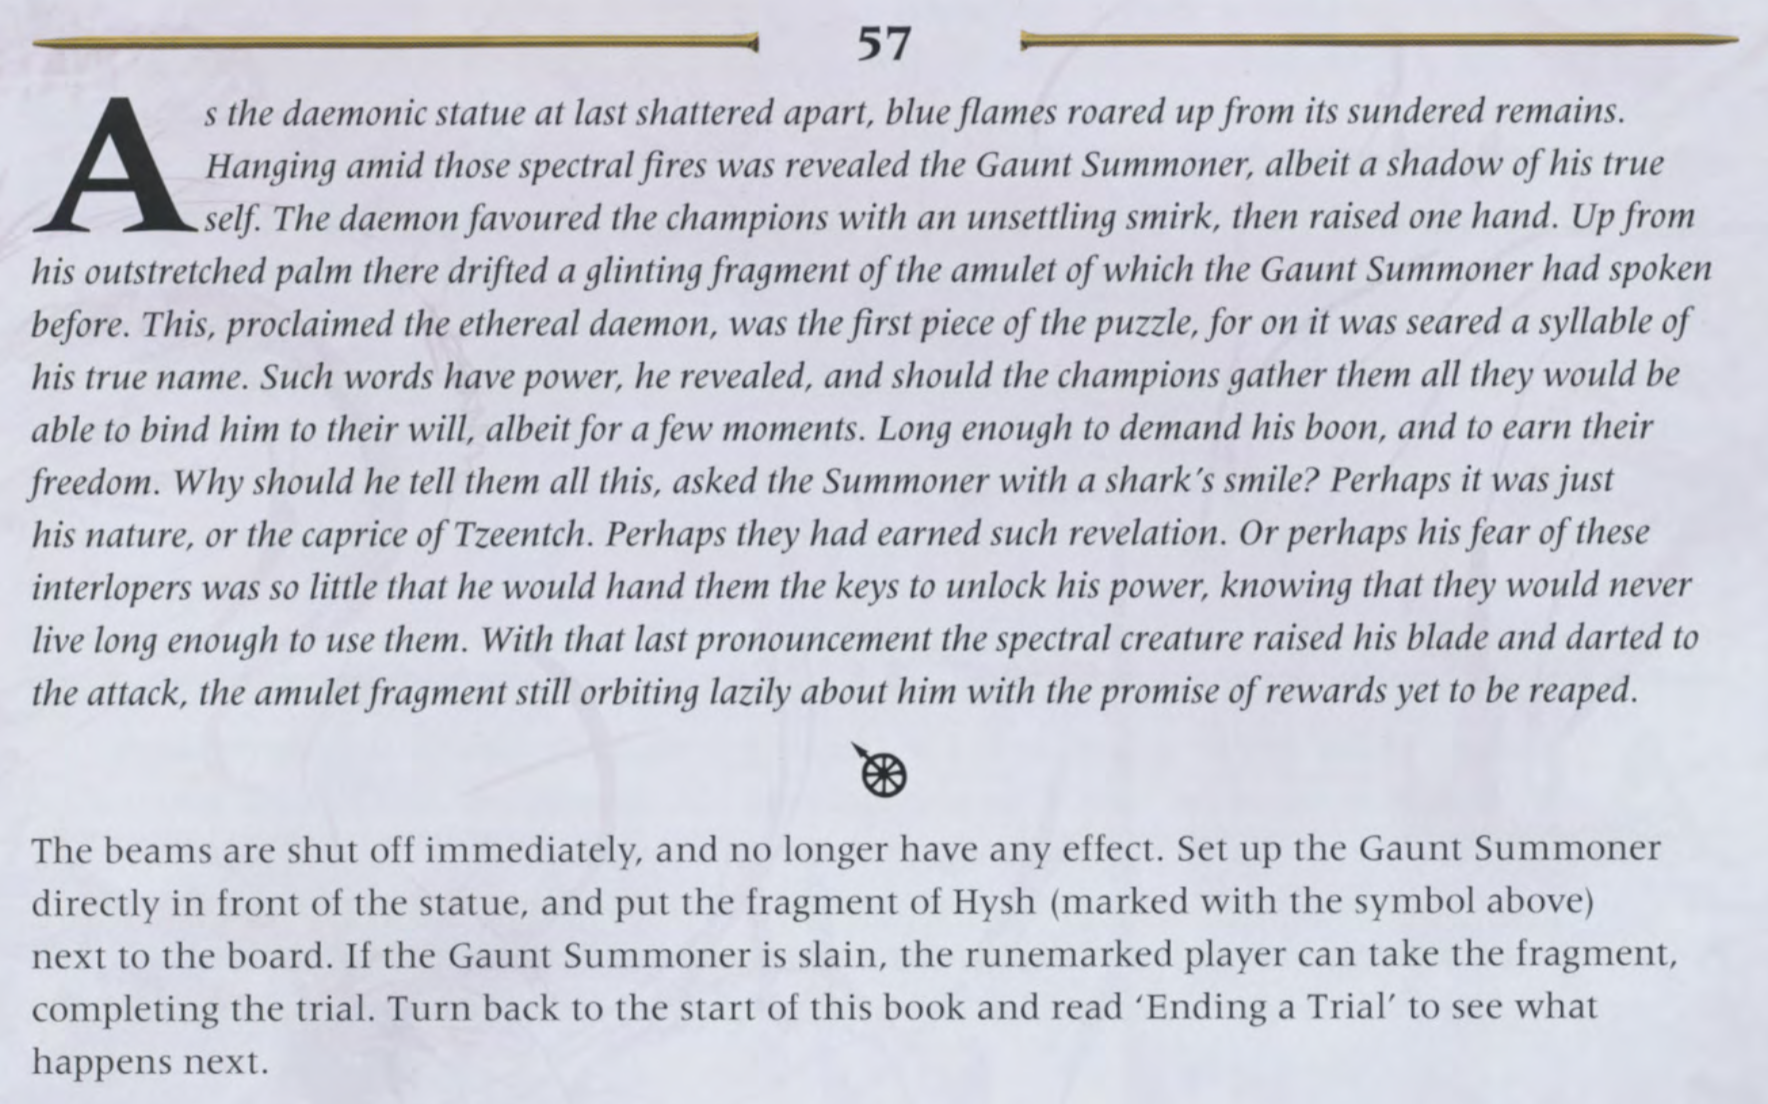 57
As the daemonic statue at last shattered apart, blue flames roared up from its sundered remains.
Hanging amid those spectral fires was revealed the Gaunt Summoner, albeit a shadow of his true
self. The daemon favoured the champions with an unsettling smirk, then raised one hand. Up from
his outstretched palm there drifted a glinting fragment of the amulet of which the Gaunt Summoner had spoken
before. This, proclaimed the ethereal daemon, was the first piece of the puzzle, for on it was seared a syllable of
his true name. Such words have power, he revealed, and should the champions gather them all they would be
able to bind him to their will, albeit for a few moments. Long enough to demand his boon, and to earn their
freedom. Why should he tell them all this, asked the Summoner with a shark's smile? Perhaps it was just
his nature, or the caprice of Tzeentch. Perhaps they had earned such revelation. Or perhaps his fear of these
interlopers was so little that he would hand them the keys to unlock his power, knowing that they would never
live long enough to use them. With that last pronouncement the spectral creature raised his blade and darted to
the attack, the amulet fragment still orbiting lazily about him with the promise of rewards yet to be reaped.
The beams are shut off immediately, and no longer have any effect. Set up the Gaunt Summoner
directly in front of the statue, and put the fragment of Hysh (marked with the symbol above)
next to the board. If the Gaunt Summoner is slain, the runemarked player can take the fragment,
completing the trial. Turn back to the start of this book and read 'Ending a Trial' to see what
happens next.